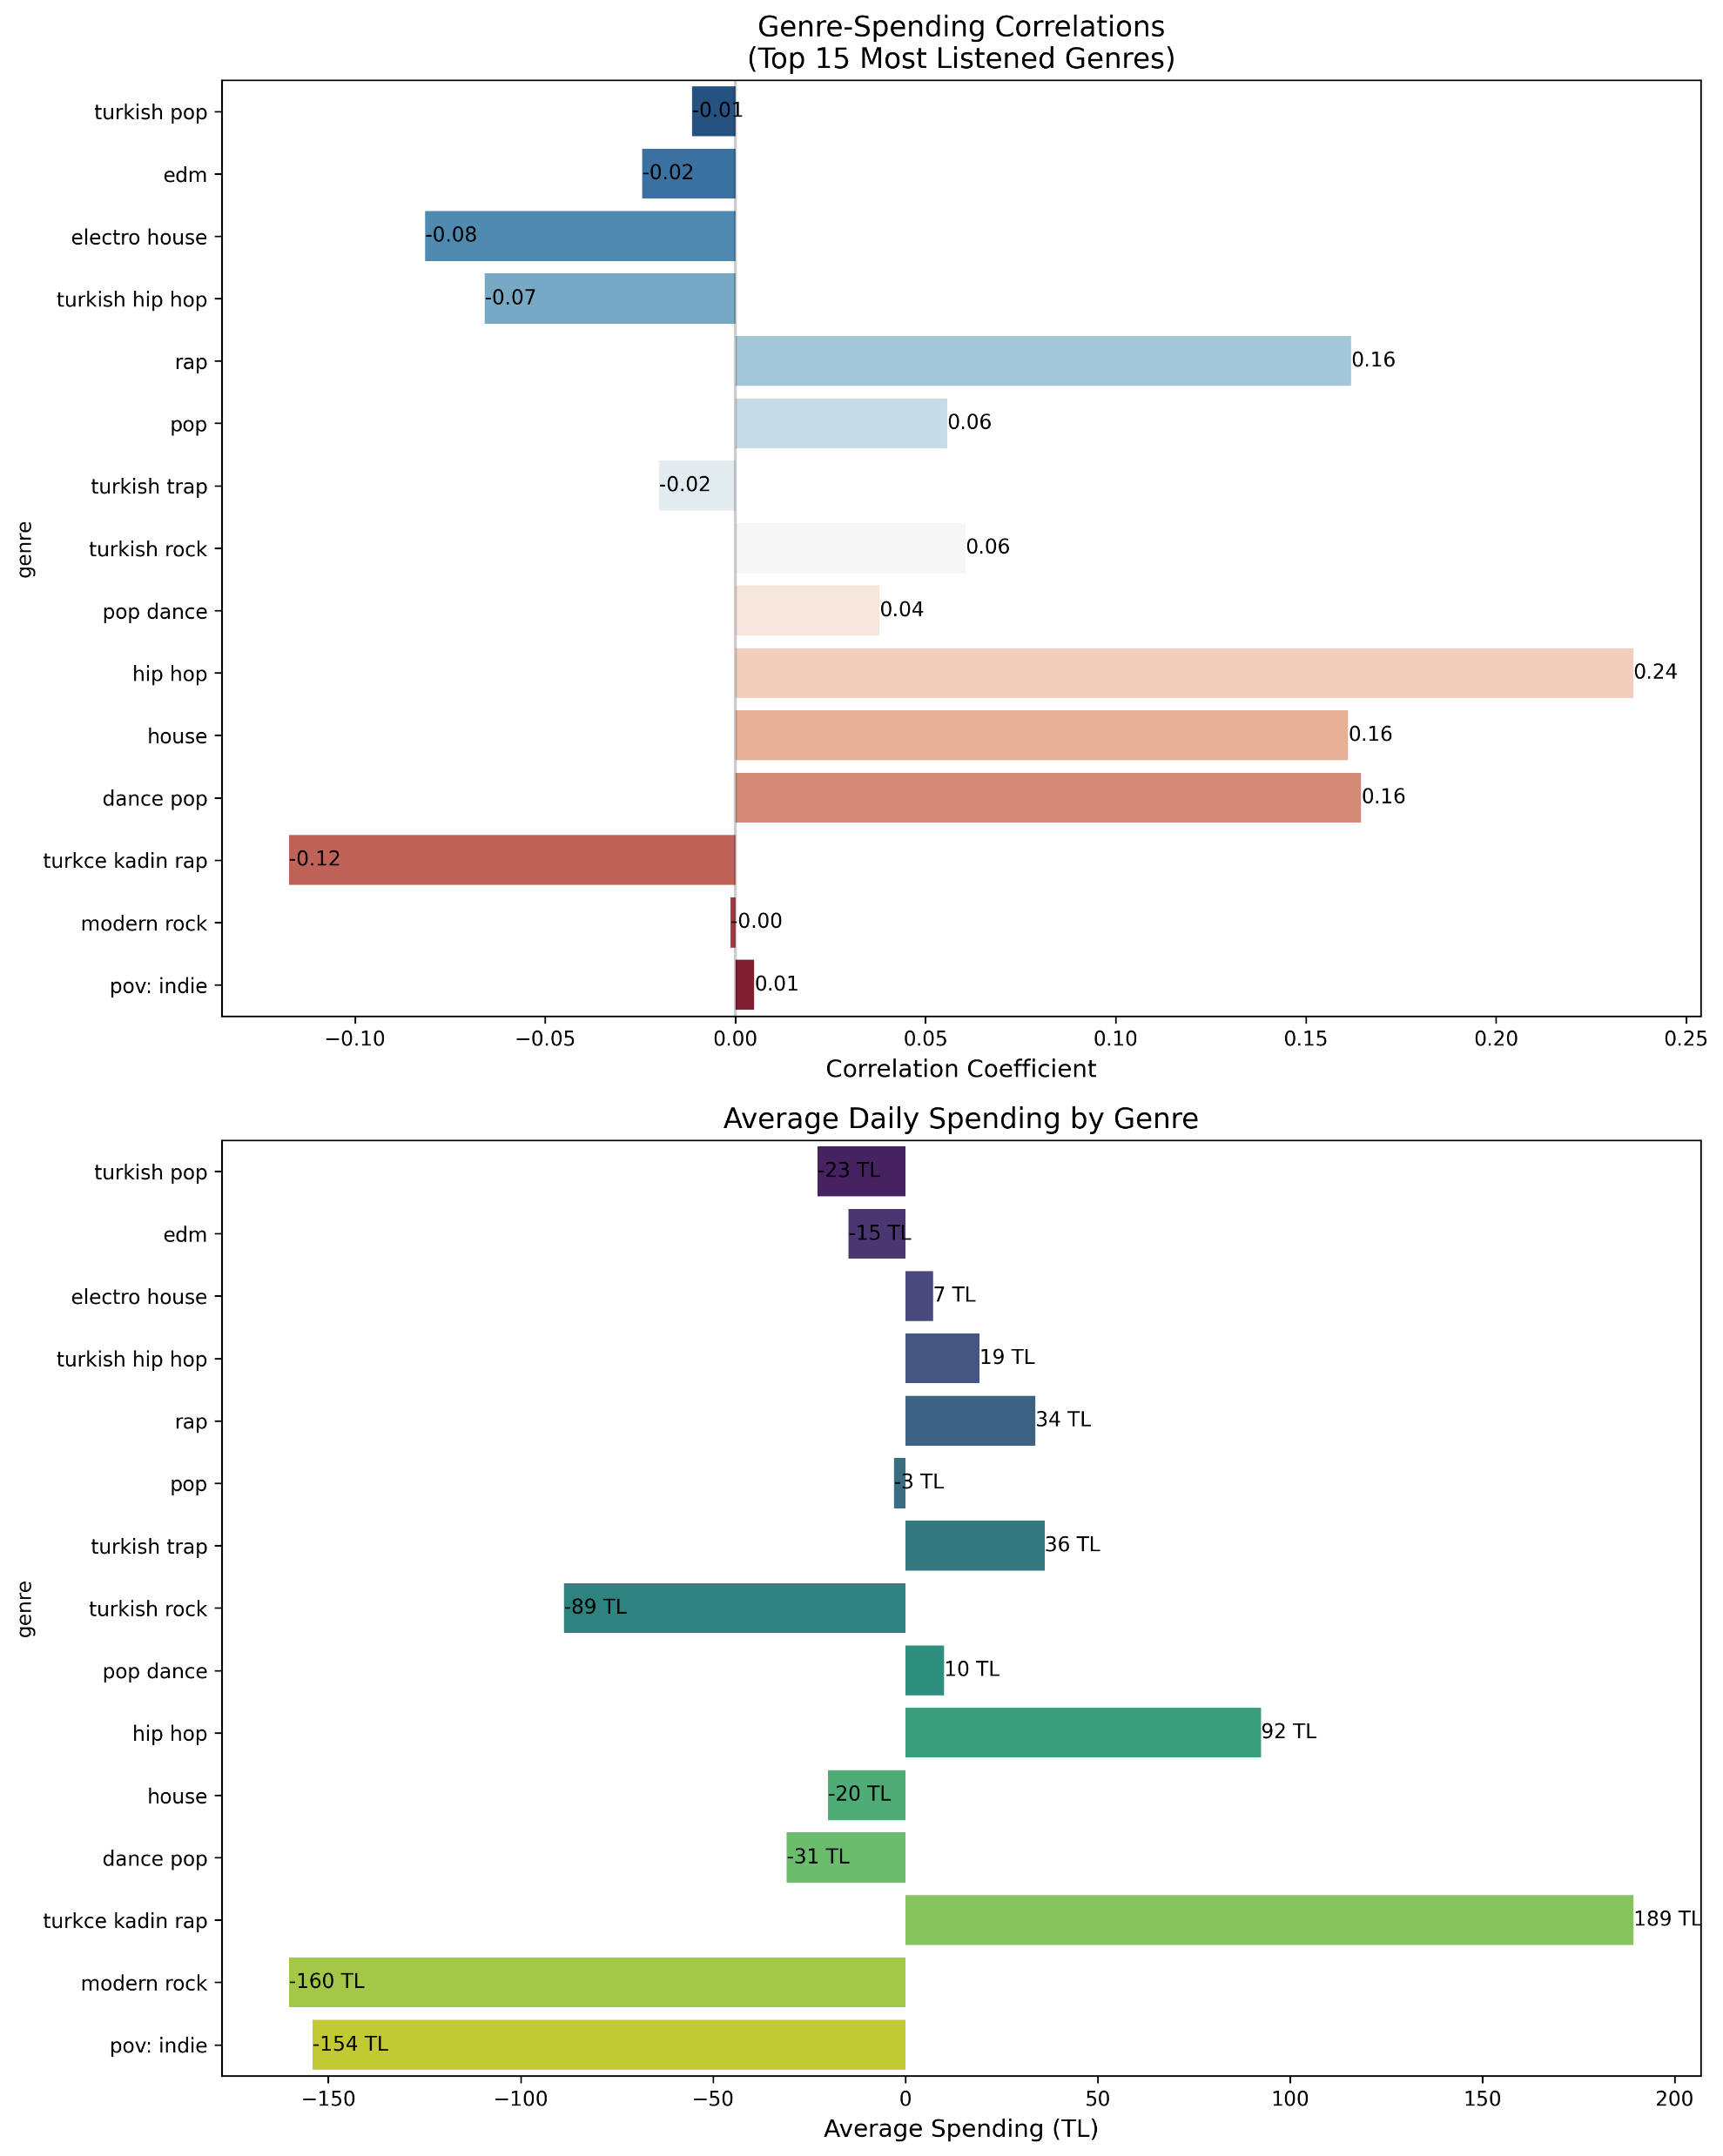 Genre-Spending Correlations
(Top 15 Most Listened Genres)
genre
turkish pop -0.01
edm -0.02
electro house -0.08
turkish hip hop -0.07
rap 0.16
pop 0.06
turkish trap -0.02
turkish rock 0.06
pop dance 0.04
hip hop 0.24
house 0.16
dance pop 0.16
turkce kadin rap -0.12
modern rock -0.00
pov: indie 0.01
−0.10 −0.05 0.00 0.05 0.10 0.15 0.20 0.25
Correlation Coefficient
Average Daily Spending by Genre
genre
turkish pop -23 TL
edm -15 TL
electro house 7 TL
turkish hip hop 19 TL
rap 34 TL
pop -3 TL
turkish trap 36 TL
turkish rock -89 TL
pop dance 10 TL
hip hop 92 TL
house -20 TL
dance pop -31 TL
turkce kadin rap 189 TL
modern rock -160 TL
pov: indie -154 TL
−150 −100 −50 0 50 100 150 200
Average Spending (TL)